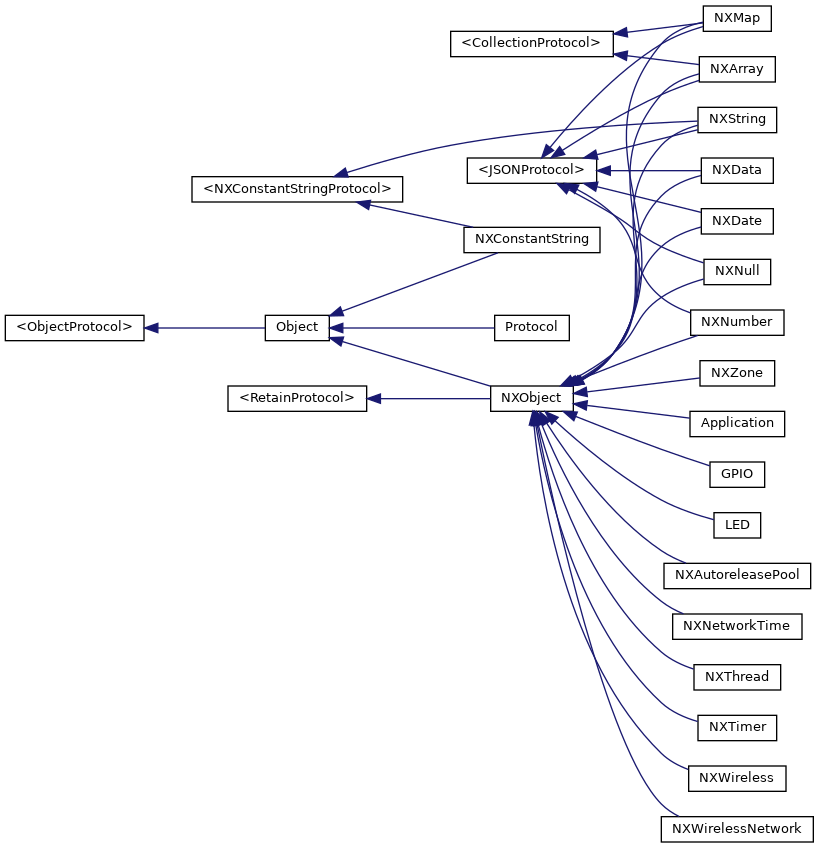 NXMap
<CollectionProtocol>
NXArray
NXString
<JSONProtocol>
NXData
<NXConstantStringProtocol>
NXDate
NXConstantString
NXNull
NXNumber
<ObjectProtocol>
Object
Protocol
NXZone
<RetainProtocol>
NXObject
Application
GPIO
LED
NXAutoreleasePool
NXNetworkTime
NXThread
NXTimer
NXWireless
NXWirelessNetwork